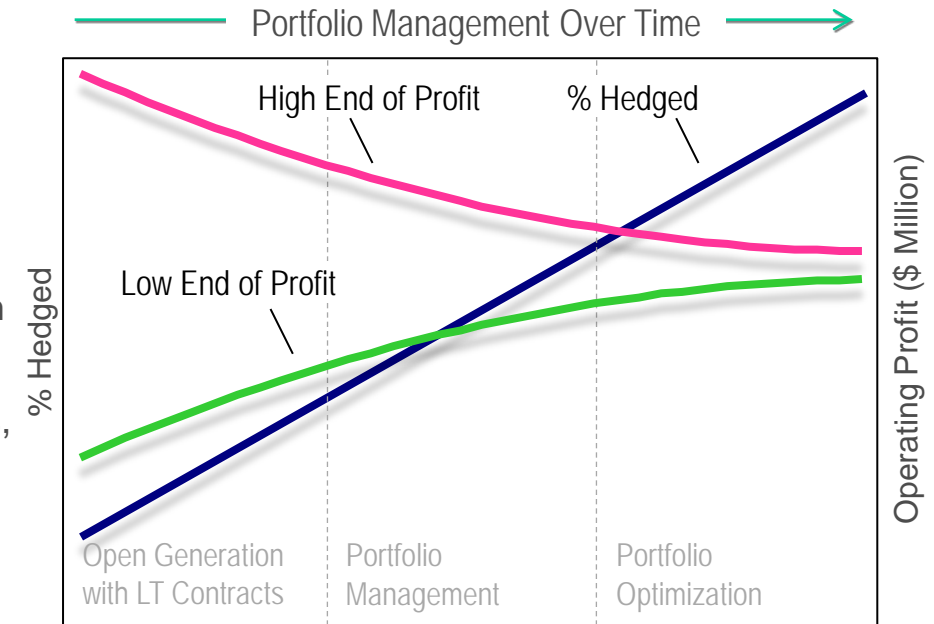 Portfolio Management Over Time
High End of Profit
% Hedged
Low End of Profit
% Hedged
Operating Profit ($ Million)
Open Generation
with LT Contracts
Portfolio
Management
Portfolio
Optimization
,